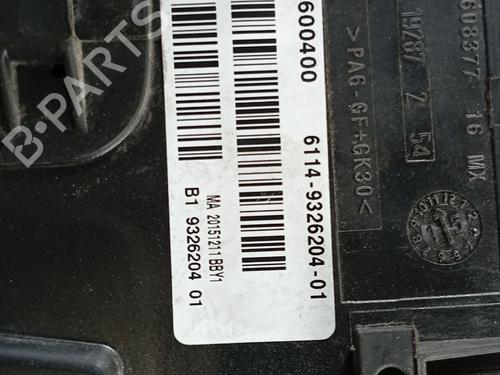 B-PARTS
600400
6114-9326204-01
MA 20151211 BBY1
B1 9326204 01
>PA6-GF+GK30<
19287 2 54
608377 16 MX